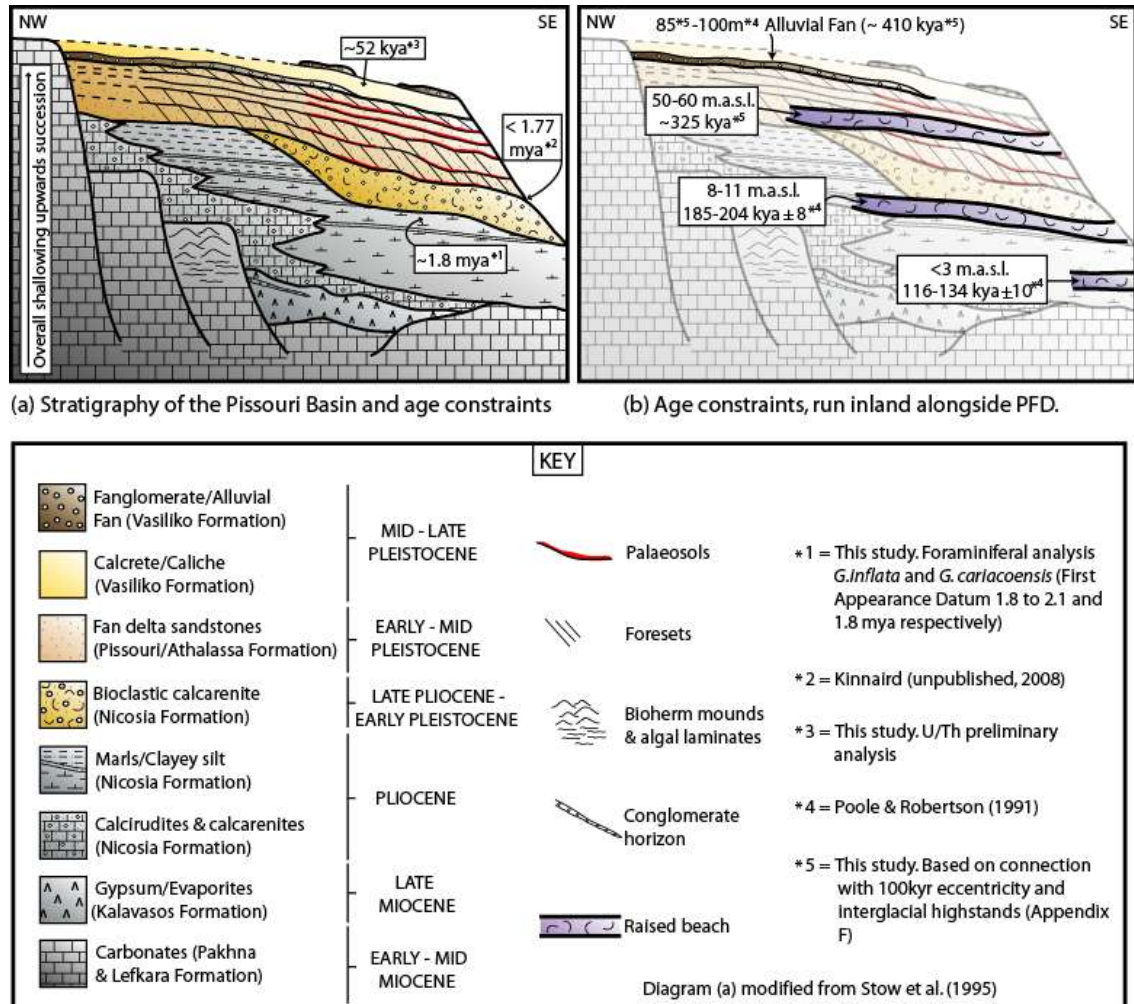 NW
SE
~52 kya*3
< 1.77
mya*2
~1.8 mya*1
Overall shallowing upwards succession
(a) Stratigraphy of the Pissouri Basin and age constraints
NW
SE
85*5-100m*4 Alluvial Fan (~ 410 kya*5)
50-60 m.a.s.l.
~325 kya*5
8-11 m.a.s.l.
185-204 kya ± 8*4
<3 m.a.s.l.
116-134 kya±10*4
(b) Age constraints, run inland alongside PFD.
KEY
Fanglomerate/Alluvial
Fan (Vasiliko Formation)
Calcrete/Caliche
(Vasiliko Formation)
Fan delta sandstones
(Pissouri/Athalassa Formation)
Bioclastic calcarenite
(Nicosia Formation)
Marls/Clayey silt
(Nicosia Formation)
Calcirudites & calcarenites
(Nicosia Formation)
Gypsum/Evaporites
(Kalavasos Formation)
Carbonates (Pakhna
& Lefkara Formation)
MID - LATE
PLEISTOCENE
EARLY - MID
PLEISTOCENE
LATE PLIOCENE -
EARLY PLEISTOCENE
PLIOCENE
LATE
MIOCENE
EARLY - MID
MIOCENE
Palaeosols
Foresets
Bioherm mounds
& algal laminates
Conglomerate
horizon
Raised beach
*1 = This study. Foraminiferal analysis
G.inflata and G. cariacoensis (First
Appearance Datum 1.8 to 2.1 and
1.8 mya respectively)
*2 = Kinnaird (unpublished, 2008)
*3 = This study. U/Th preliminary
analysis
*4 = Poole & Robertson (1991)
*5 = This study. Based on connection
with 100kyr eccentricity and
interglacial highstands (Appendix
F)
Diagram (a) modified from Stow et al. (1995)